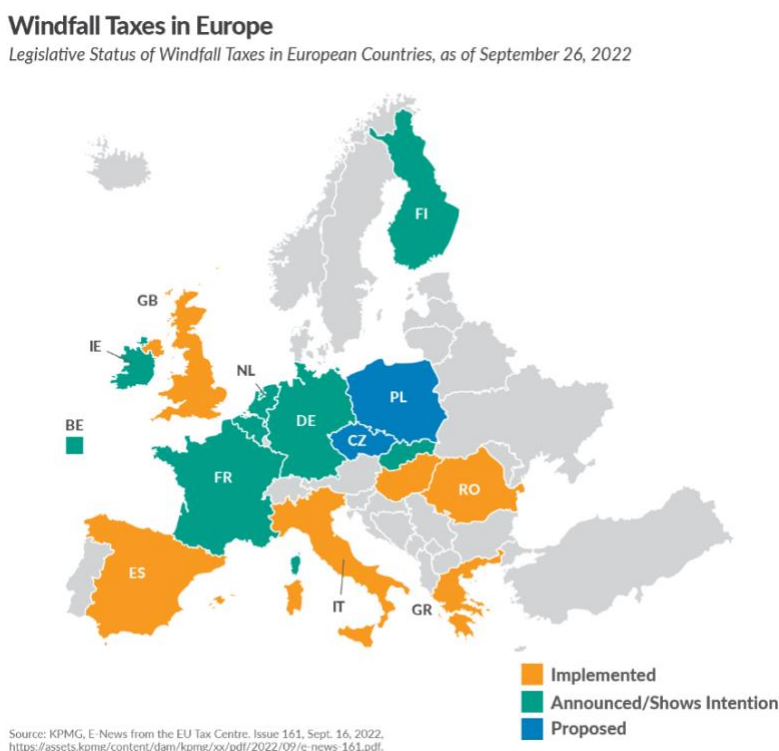 Windfall Taxes in Europe
Legislative Status of Windfall Taxes in European Countries, as of September 26, 2022
FI
GB
IE
NL
PL
BE
DE
CZ
FR
RO
ES
IT
GR
Implemented
Announced/Shows Intention
Proposed
Source: KPMG, E-News from the EU Tax Centre. Issue 161, Sept. 16, 2022,
https://assets.kpmg/content/dam/kpmg/xx/pdf/2022/09/e-news-161.pdf.